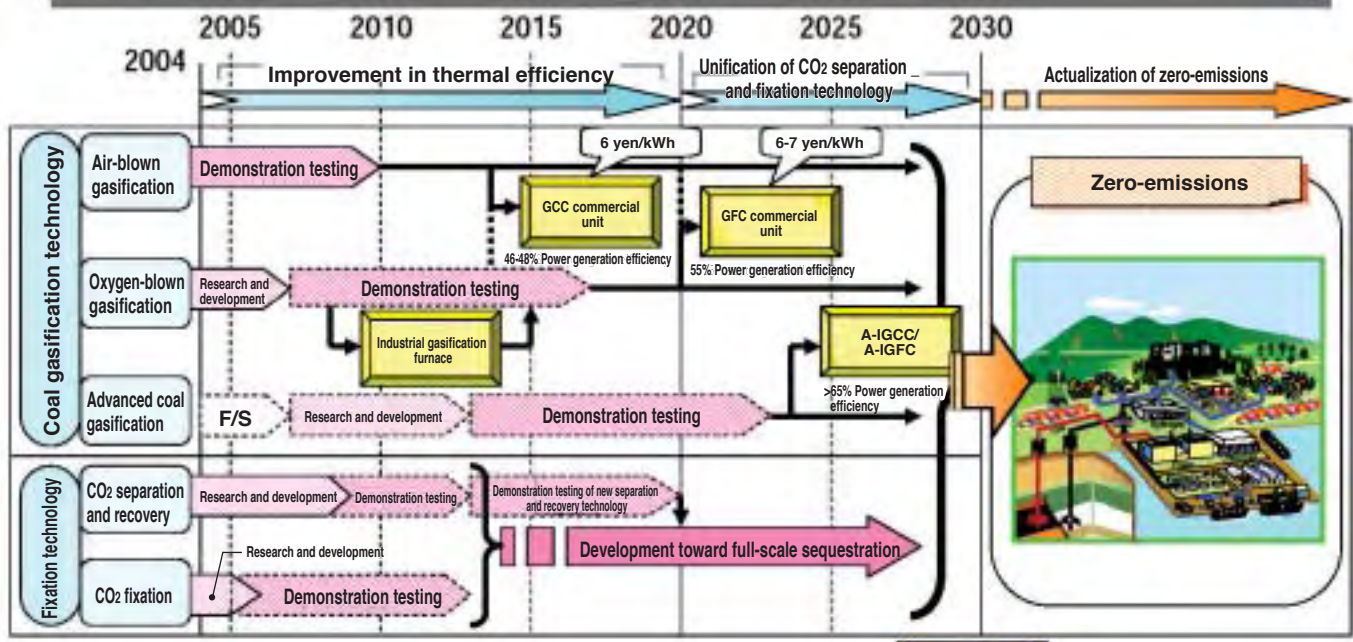 2005 2010 2015 2020 2025 2030
2004
Improvement in thermal efficiency
Unification of CO2 separation
and fixation technology
Actualization of zero-emissions
Coal gasification technology
Air-blown
gasification
Demonstration testing
6 yen/kWh
6-7 yen/kWh
GCC commercial
unit
GFC commercial
unit
46-48% Power generation efficiency
55% Power generation efficiency
Oxygen-blown
gasification
Research and
development
Demonstration testing
Industrial gasification
furnace
A-IGCC/
A-IGFC
>65% Power generation
efficiency
Advanced coal
gasification
F/S
Research and development
Demonstration testing
Zero-emissions
Fixation technology
CO2 separation
and recovery
Research and development
Demonstration testing
Demonstration testing of new separation
and recovery technology
Development toward full-scale sequestration
Research and development
CO2 fixation
Demonstration testing